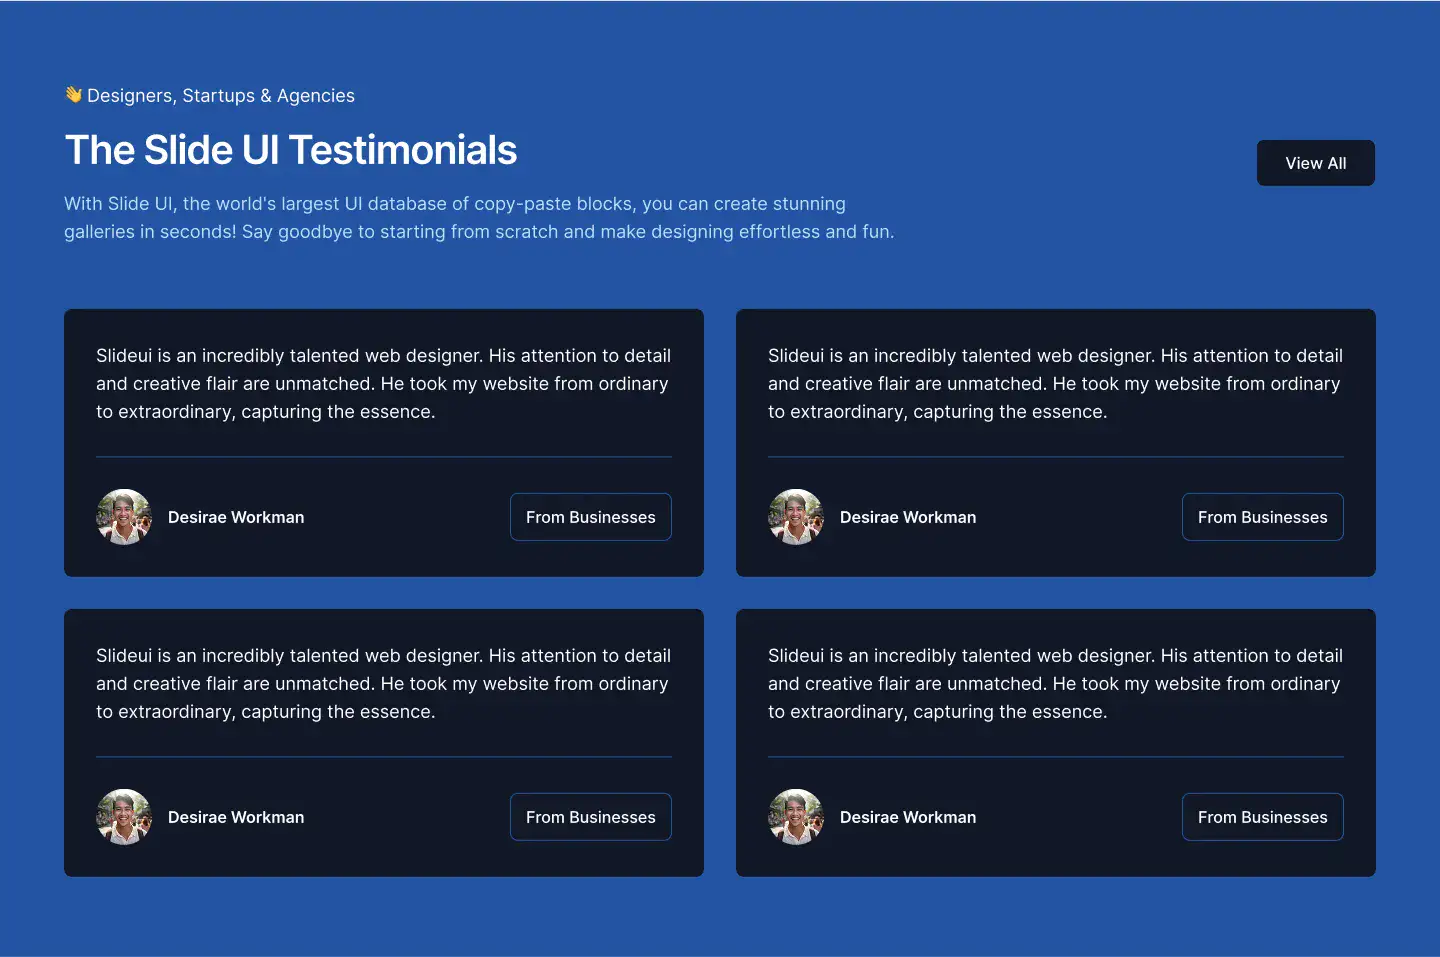 👋 Designers, Startups & Agencies
The Slide UI Testimonials
View All
With Slide UI, the world's largest UI database of copy-paste blocks, you can create stunning
galleries in seconds! Say goodbye to starting from scratch and make designing effortless and fun.
Slideui is an incredibly talented web designer. His attention to detail
and creative flair are unmatched. He took my website from ordinary
to extraordinary, capturing the essence.
Desirae Workman
From Businesses
Slideui is an incredibly talented web designer. His attention to detail
and creative flair are unmatched. He took my website from ordinary
to extraordinary, capturing the essence.
Desirae Workman
From Businesses
Slideui is an incredibly talented web designer. His attention to detail
and creative flair are unmatched. He took my website from ordinary
to extraordinary, capturing the essence.
Desirae Workman
From Businesses
Slideui is an incredibly talented web designer. His attention to detail
and creative flair are unmatched. He took my website from ordinary
to extraordinary, capturing the essence.
Desirae Workman
From Businesses